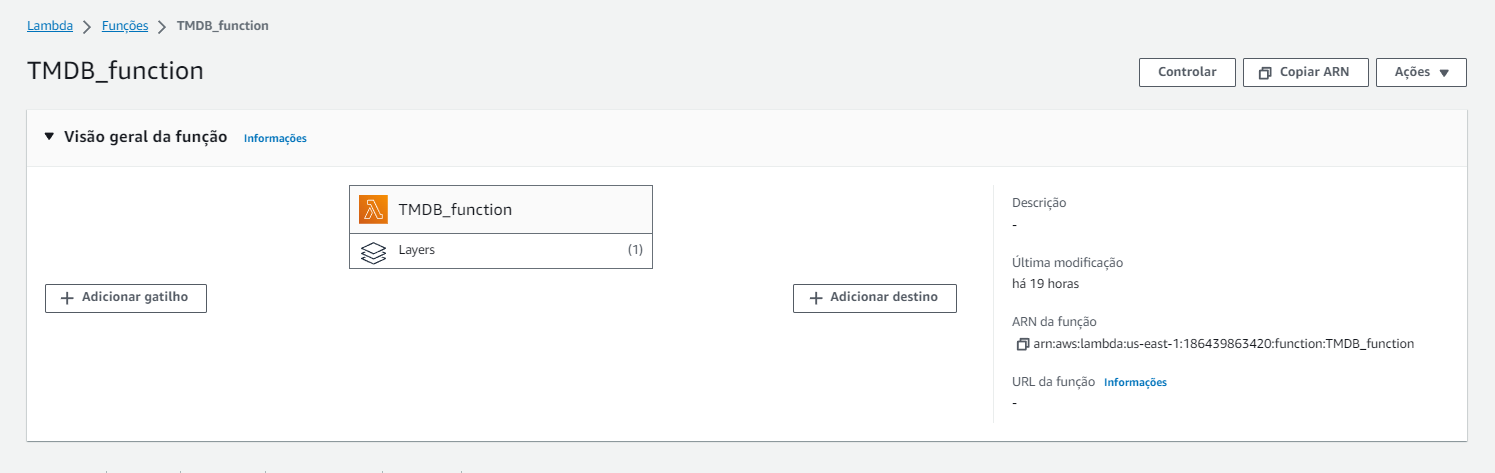 Lambda > Funções > TMDB_function
TMDB_function
Controlar
Copiar ARN
Ações
Visão geral da função Informações
TMDB_function
Layers (1)
Adicionar gatilho
Adicionar destino
Descrição
-
Última modificação
há 19 horas
ARN da função
arn:aws:lambda:us-east-1:186439863420:function:TMDB_function
URL da função Informações
-